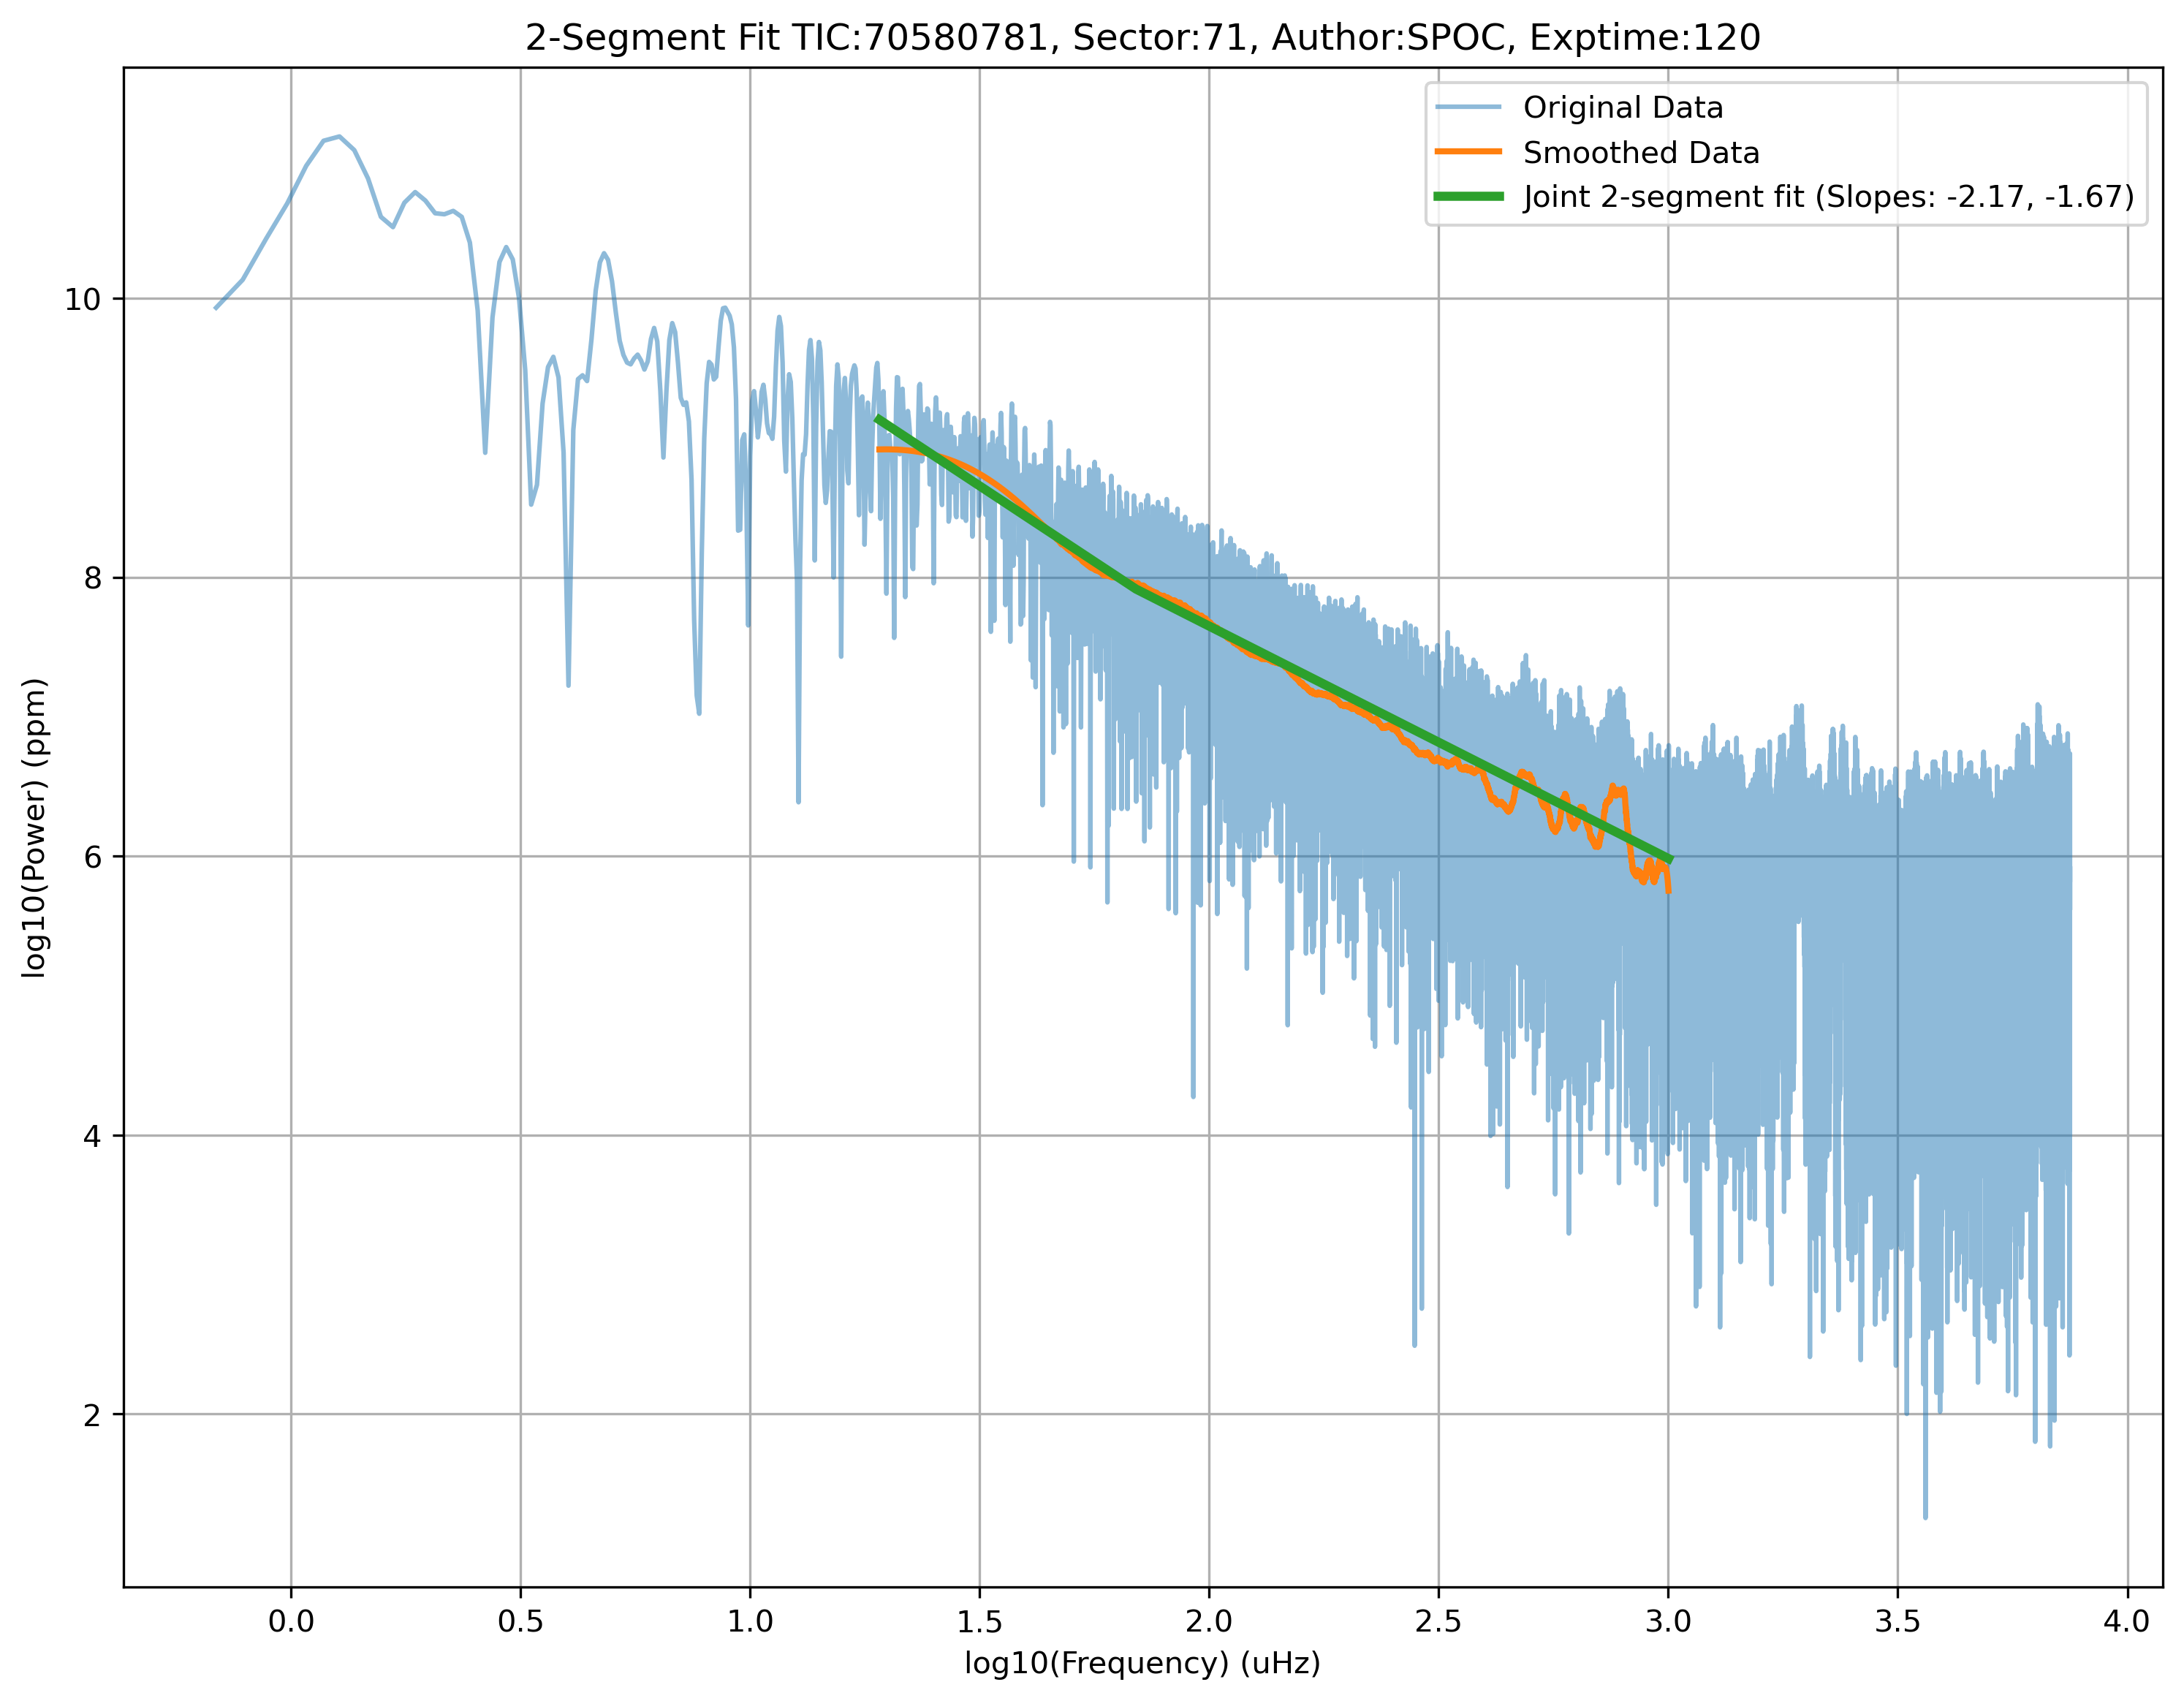 2-Segment Fit TIC:70580781, Sector:71, Author:SPOC, Exptime:120
Original Data
Smoothed Data
Joint 2-segment fit (Slopes: -2.17, -1.67)
log10(Power) (ppm)
10
8
6
4
2
0.0 0.5 1.0 1.5 2.0 2.5 3.0 3.5 4.0
log10(Frequency) (uHz)